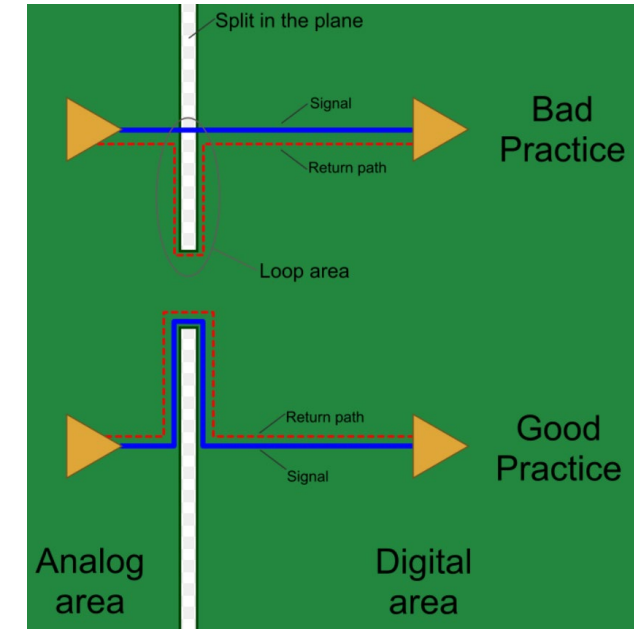 Split in the plane
Signal
Bad
Practice
Return path
Loop area
Return path
Good
Practice
Signal
Analog
area
Digital
area